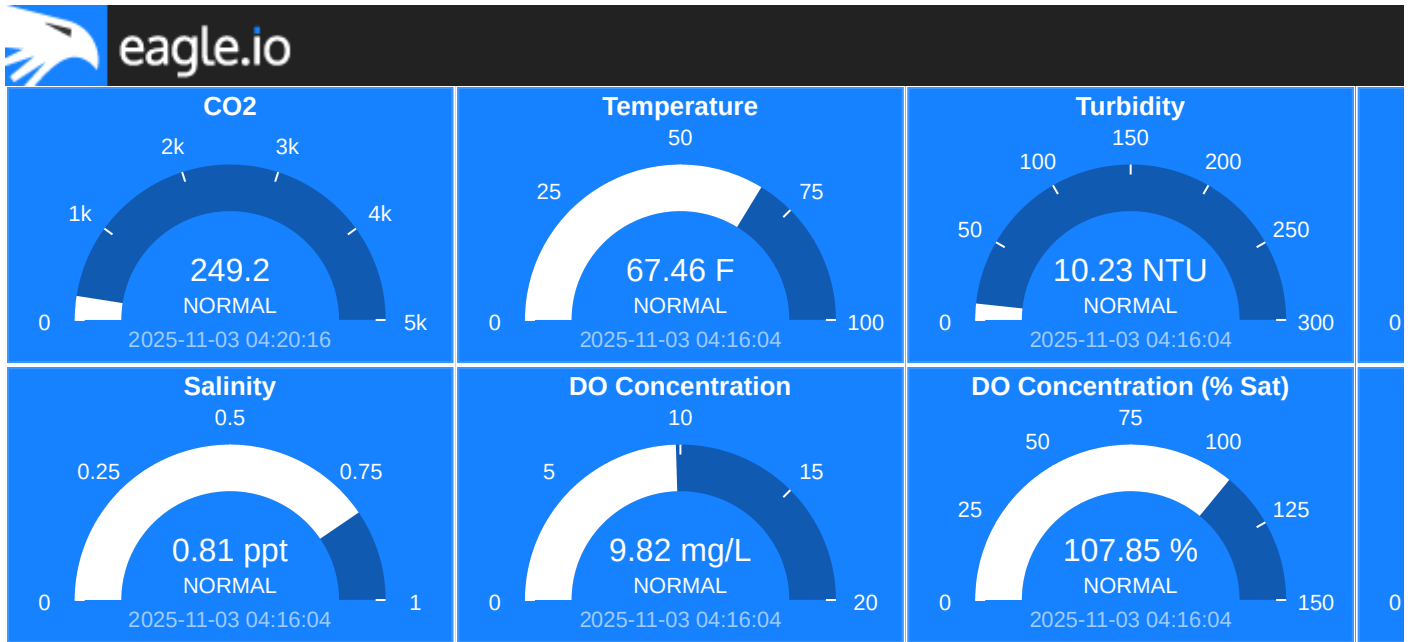 eagle.io
CO2
2k
3k
1k
4k
0
5k
249.2
NORMAL
2025-11-03 04:20:16
Temperature
50
25
75
0
100
67.46 F
NORMAL
2025-11-03 04:16:04
Turbidity
150
100
200
50
250
0
300
10.23 NTU
NORMAL
2025-11-03 04:16:04
0
Salinity
0.5
0.25
0.75
0
1
0.81 ppt
NORMAL
2025-11-03 04:16:04
DO Concentration
10
5
15
0
20
9.82 mg/L
NORMAL
2025-11-03 04:16:04
DO Concentration (% Sat)
75
50
100
25
125
0
150
107.85 %
NORMAL
2025-11-03 04:16:04
0